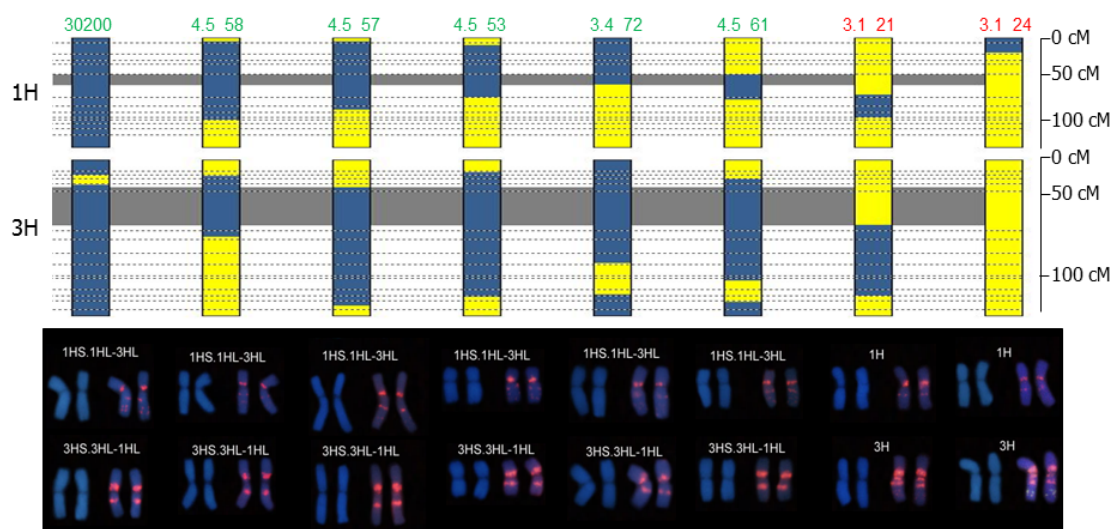 30200 4.5 58 4.5 57 4.5 53 3.4 72 4.5 61 3.1 21 3.1 24
0 cM
50 cM
1H
100 cM
0 cM
50 cM
3H
100 cM
1HS.1HL-3HL 1HS.1HL-3HL 1HS.1HL-3HL 1HS.1HL-3HL 1HS.1HL-3HL 1HS.1HL-3HL 1H 1H
3HS.3HL-1HL 3HS.3HL-1HL 3HS.3HL-1HL 3HS.3HL-1HL 3HS.3HL-1HL 3HS.3HL-1HL 3H 3H